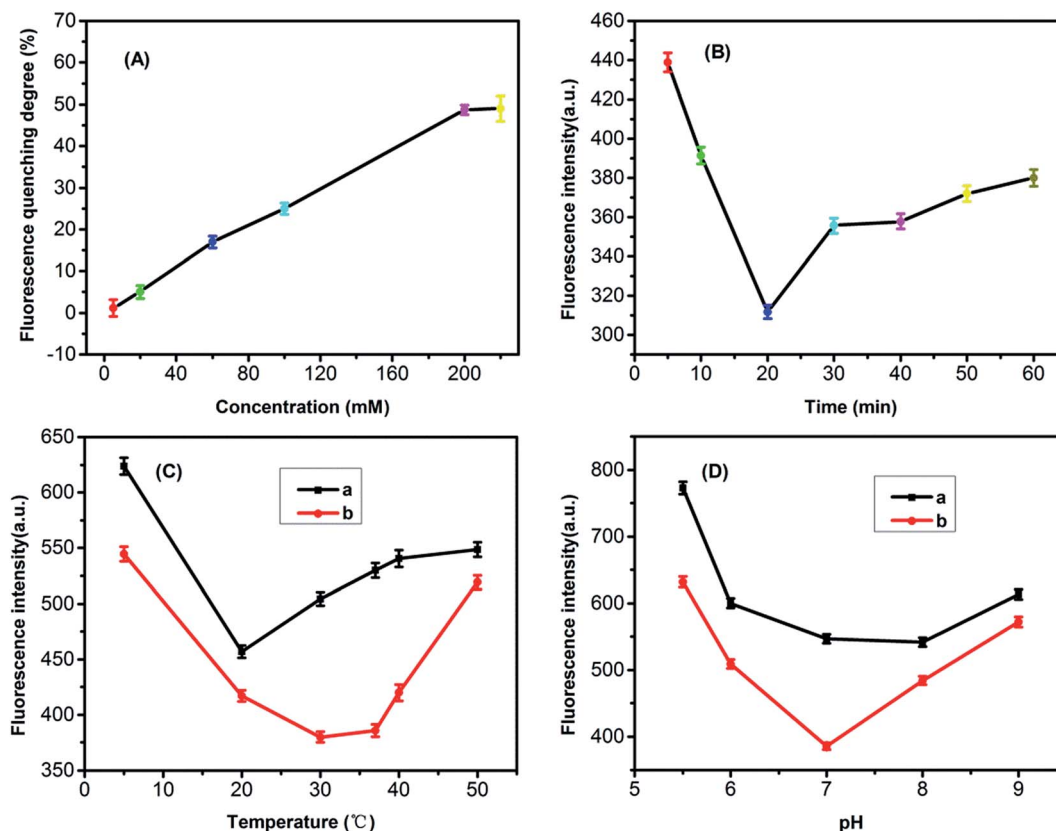 (A)
Fluorescence quenching degree (%)
70
60
50
40
30
20
10
0
-10
0 40 80 120 160 200
Concentration (mM)
(B)
Fluorescence intensity(a.u.)
460
440
420
400
380
360
340
320
300
0 10 20 30 40 50 60
Time (min)
(C)
a
b
Fluorescence intensity(a.u.)
650
600
550
500
450
400
350
0 10 20 30 40 50
Temperature (℃)
(D)
a
b
Fluorescence intensity(a.u.)
800
700
600
500
400
5 6 7 8 9
pH